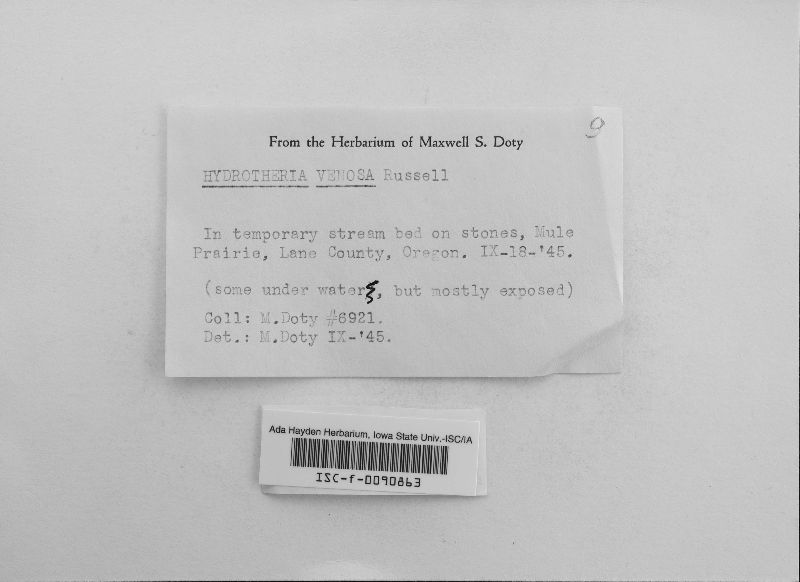 9
From the Herbarium of Maxwell S. Doty
HYDROTHERIA VENOSA Russell
In temporary stream bed on stones, Mule
Prairie, Lane County, Oregon. IX-18-'45.
(some under water, but mostly exposed)
Coll: M.Doty #6921.
Det.: M.Doty IX-'45.
Ada Hayden Herbarium, Iowa State Univ.-ISC/IA
ISC-f-0090863